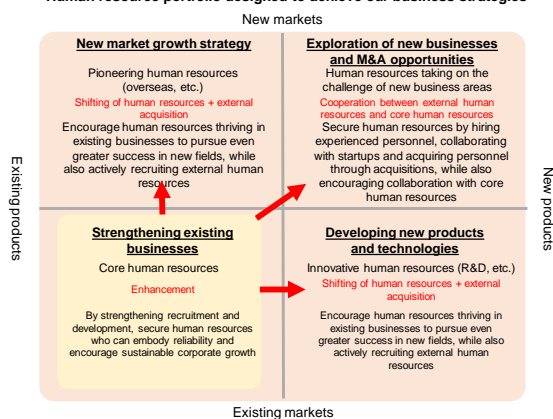 Human resource portfolio designed to achieve our business strategies
New markets
New market growth strategy
Pioneering human resources
(overseas, etc.)
Shifting of human resources + external
acquisition
Encourage human resources thriving in
existing businesses to pursue even
greater success in new fields, while
also actively recruiting external human
resources
Exploration of new businesses
and M&A opportunities
Human resources taking on the
challenge of new business areas
Cooperation between external human
resources and core human resources
Secure human resources by hiring
experienced personnel, collaborating
with startups and acquiring personnel
through acquisitions, while also
encouraging collaboration with core
human resources
Existing products
New products
Strengthening existing
businesses
Core human resources
Enhancement
By strengthening recruitment and
development, secure human resources
who can embody reliability and
encourage sustainable corporate growth
Developing new products
and technologies
Innovative human resources (R&D, etc.)
Shifting of human resources + external
acquisition
Encourage human resources thriving in
existing businesses to pursue even
greater success in new fields, while also
actively recruiting external human
resources
Existing markets